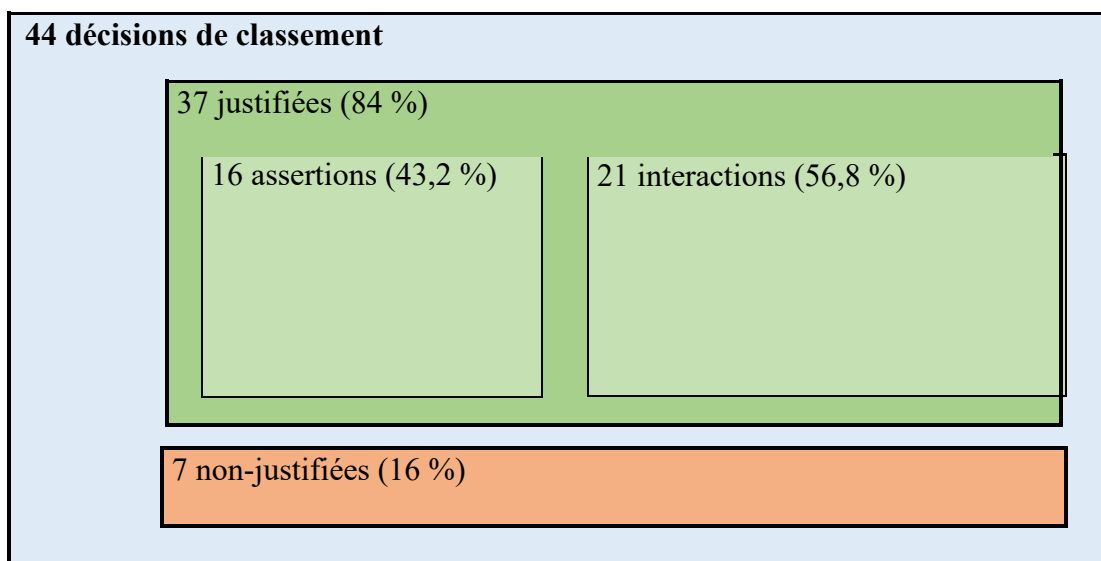 44 décisions de classement
37 justifiées (84 %)
16 assertions (43,2 %)
21 interactions (56,8 %)
7 non-justifiées (16 %)